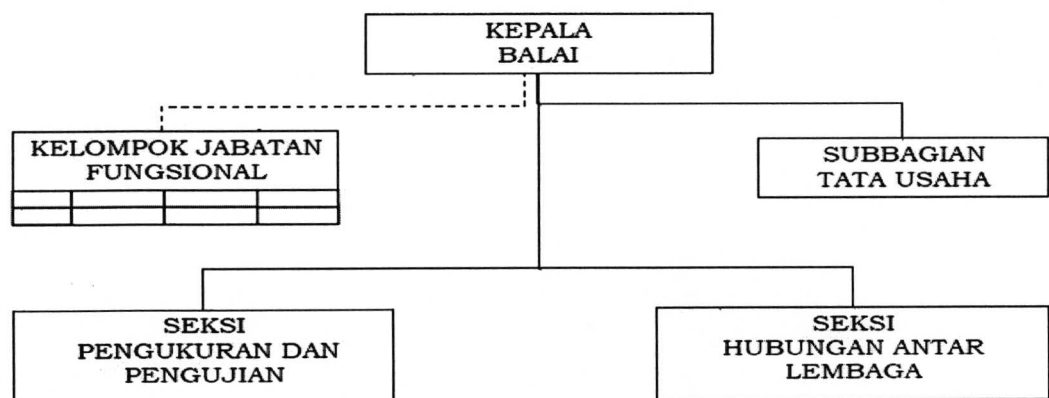 KEPALA
BALAI
KELOMPOK JABATAN
FUNGSIONAL
SUBBAGIAN
TATA USAHA
SEKSI
PENGUKURAN DAN
PENGUJIAN
SEKSI
HUBUNGAN ANTAR
LEMBAGA